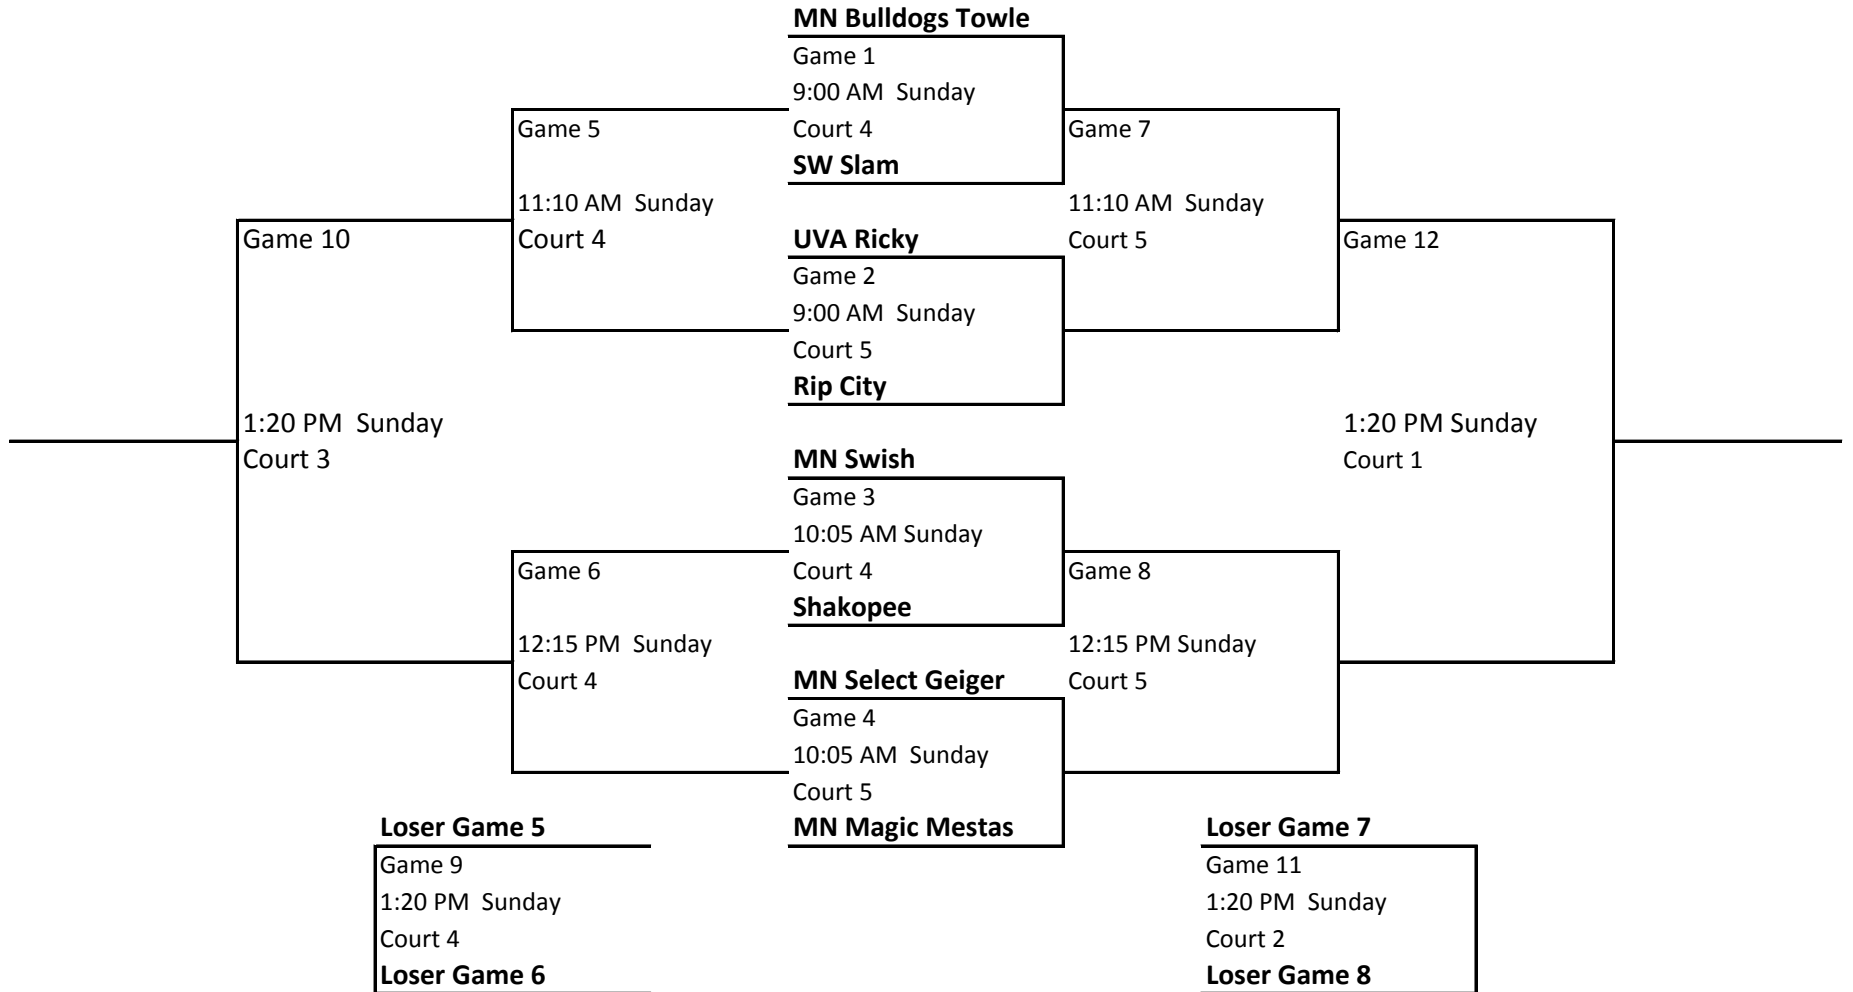 MN Bulldogs Towle
Game 1
9:00 AM  Sunday
Game 5
Court 4
Game 7
SW Slam
11:10 AM  Sunday
11:10 AM  Sunday
Game 10
Court 4
UVA Ricky
Court 5
Game 12
Game 2
9:00 AM  Sunday
Court 5
Rip City
1:20 PM  Sunday
1:20 PM Sunday
Court 3
MN Swish
Court 1
Game 3
10:05 AM Sunday
Game 6
Court 4
Game 8
Shakopee
12:15 PM  Sunday
12:15 PM Sunday
Court 4
MN Select Geiger
Court 5
Game 4
10:05 AM  Sunday
Court 5
Loser Game 5
MN Magic Mestas
Loser Game 7
Game 9
Game 11
1:20 PM  Sunday
1:20 PM  Sunday
Court 4
Court 2
Loser Game 6
Loser Game 8